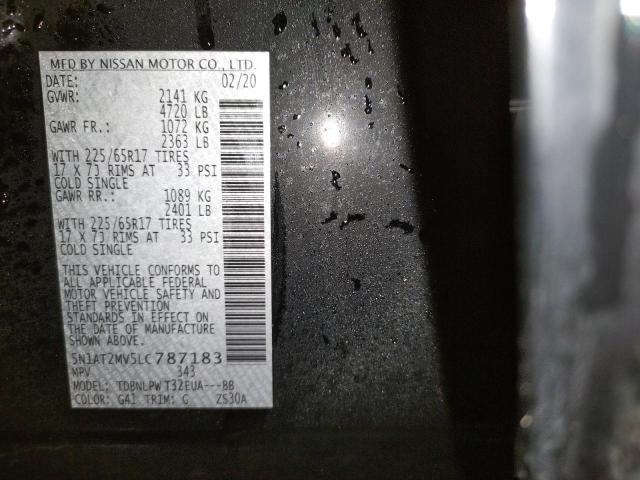 MFD BY NISSAN MOTOR CO., LTD.
DATE: 02/20
GVWR: 2141 KG
4720 LB
GAWR FR.: 1072 KG
2363 LB
WITH 225/65R17 TIRES
17 X 7J RIMS AT 33 PSI
COLD SINGLE
GAWR RR.: 1089 KG
2401 LB
WITH 225/65R17 TIRES
17 X 7J RIMS AT 33 PSI
COLD SINGLE
THIS VEHICLE CONFORMS TO
ALL APPLICABLE FEDERAL
MOTOR VEHICLE SAFETY AND
THEFT PREVENTION
STANDARDS IN EFFECT ON
THE DATE OF MANUFACTURE
SHOWN ABOVE.
5N1AT2MV5LC787183
MPV 343
MODEL: TDBNLPW T32EUA---BB
COLOR: G41 TRIM: G ZS30A